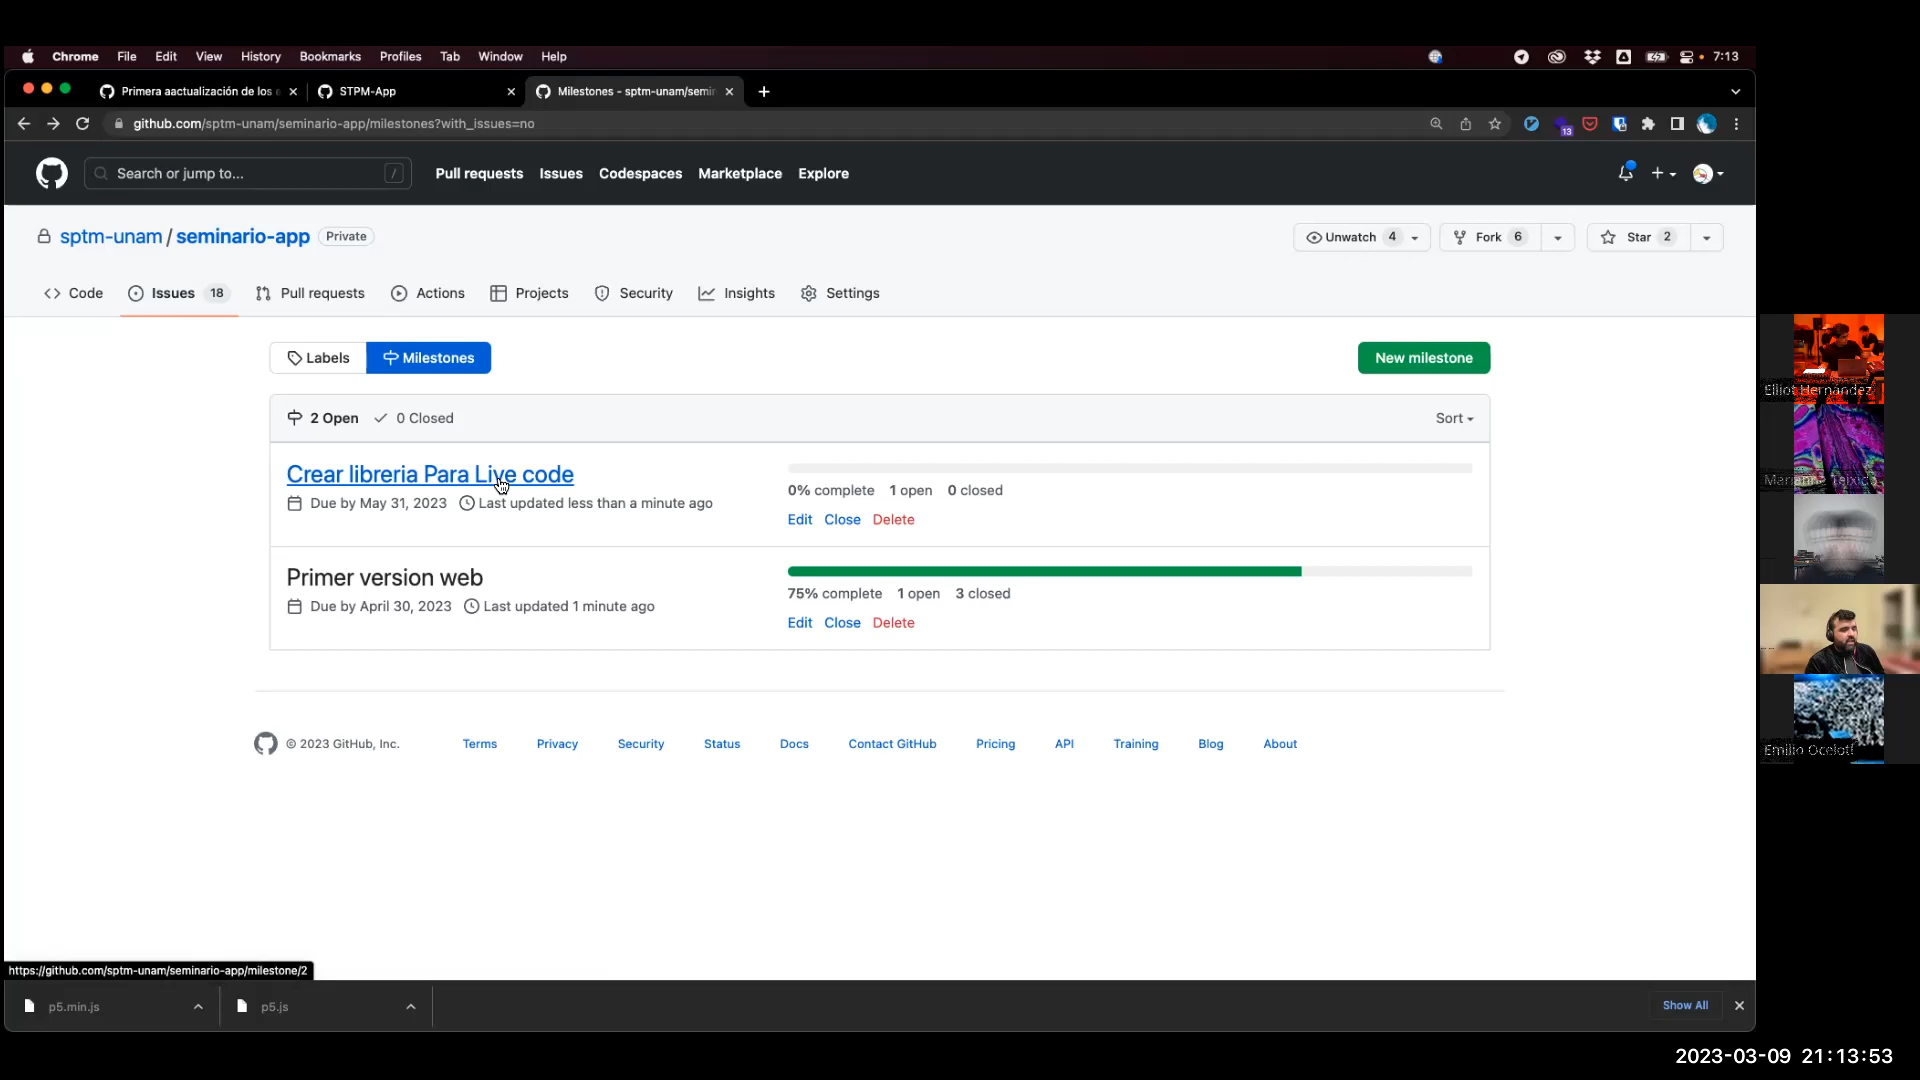 Chrome File Edit View History Bookmarks Profiles Tab Window Help 7:13
Primera aactualización de los e STPM-App Milestones - sptm-unam/semin
github.com/sptm-unam/seminario-app/milestones?with_issues=no 13
Search or jump to... / Pull requests Issues Codespaces Marketplace Explore
sptm-unam / seminario-app Private Unwatch 4 Fork 6 Star 2
Code Issues 18 Pull requests Actions Projects Security Insights Settings
Labels Milestones New milestone
2 Open 0 Closed Sort
Crear libreria Para Live code
Due by May 31, 2023 Last updated less than a minute ago
0% complete 1 open 0 closed
Edit Close Delete
Primer version web
Due by April 30, 2023 Last updated 1 minute ago
75% complete 1 open 3 closed
Edit Close Delete
© 2023 GitHub, Inc. Terms Privacy Security Status Docs Contact GitHub Pricing API Training Blog About
https://github.com/sptm-unam/seminario-app/milestone/2
p5.min.js p5.js Show All
Elliot Hernandez
Marianne Teixido
Emilio Ocelotl
2023-03-09 21:13:53